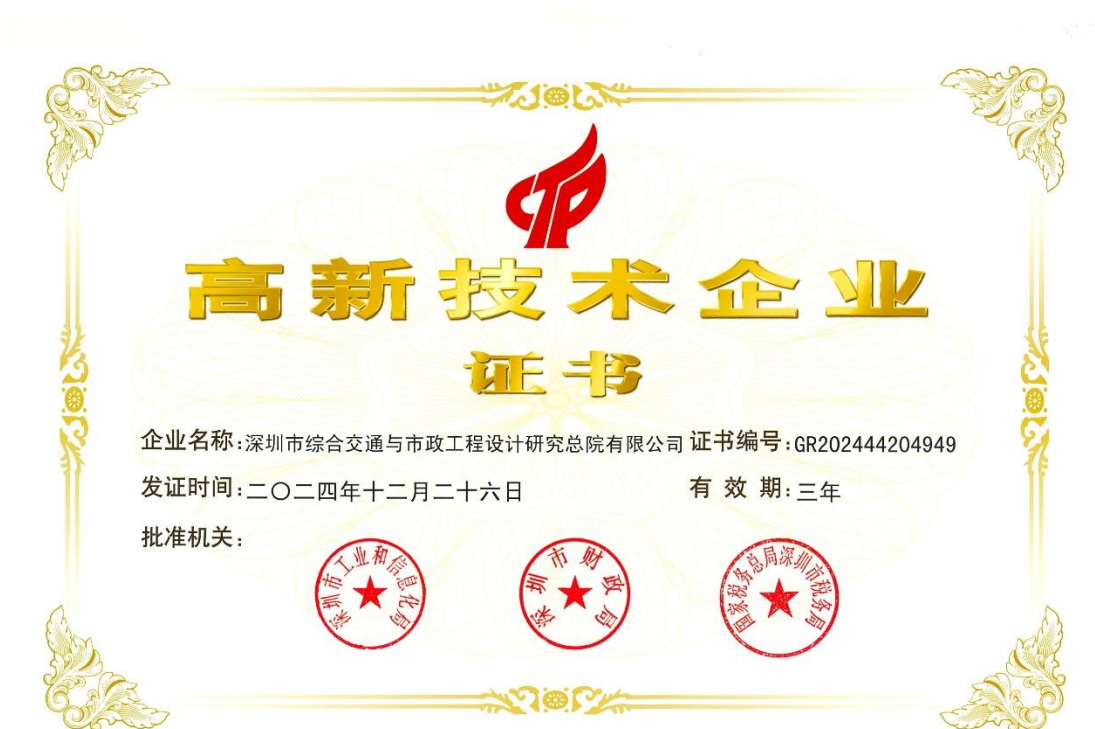 高新技术企业
证书
企业名称:深圳市综合交通与市政工程设计研究总院有限公司 证书编号:GR202444204949
发证时间:二〇二四年十二月二十六日 有 效 期:三年
批准机关:
深圳市工业和信息化局
深圳市财政局
国家税务总局深圳市税务局